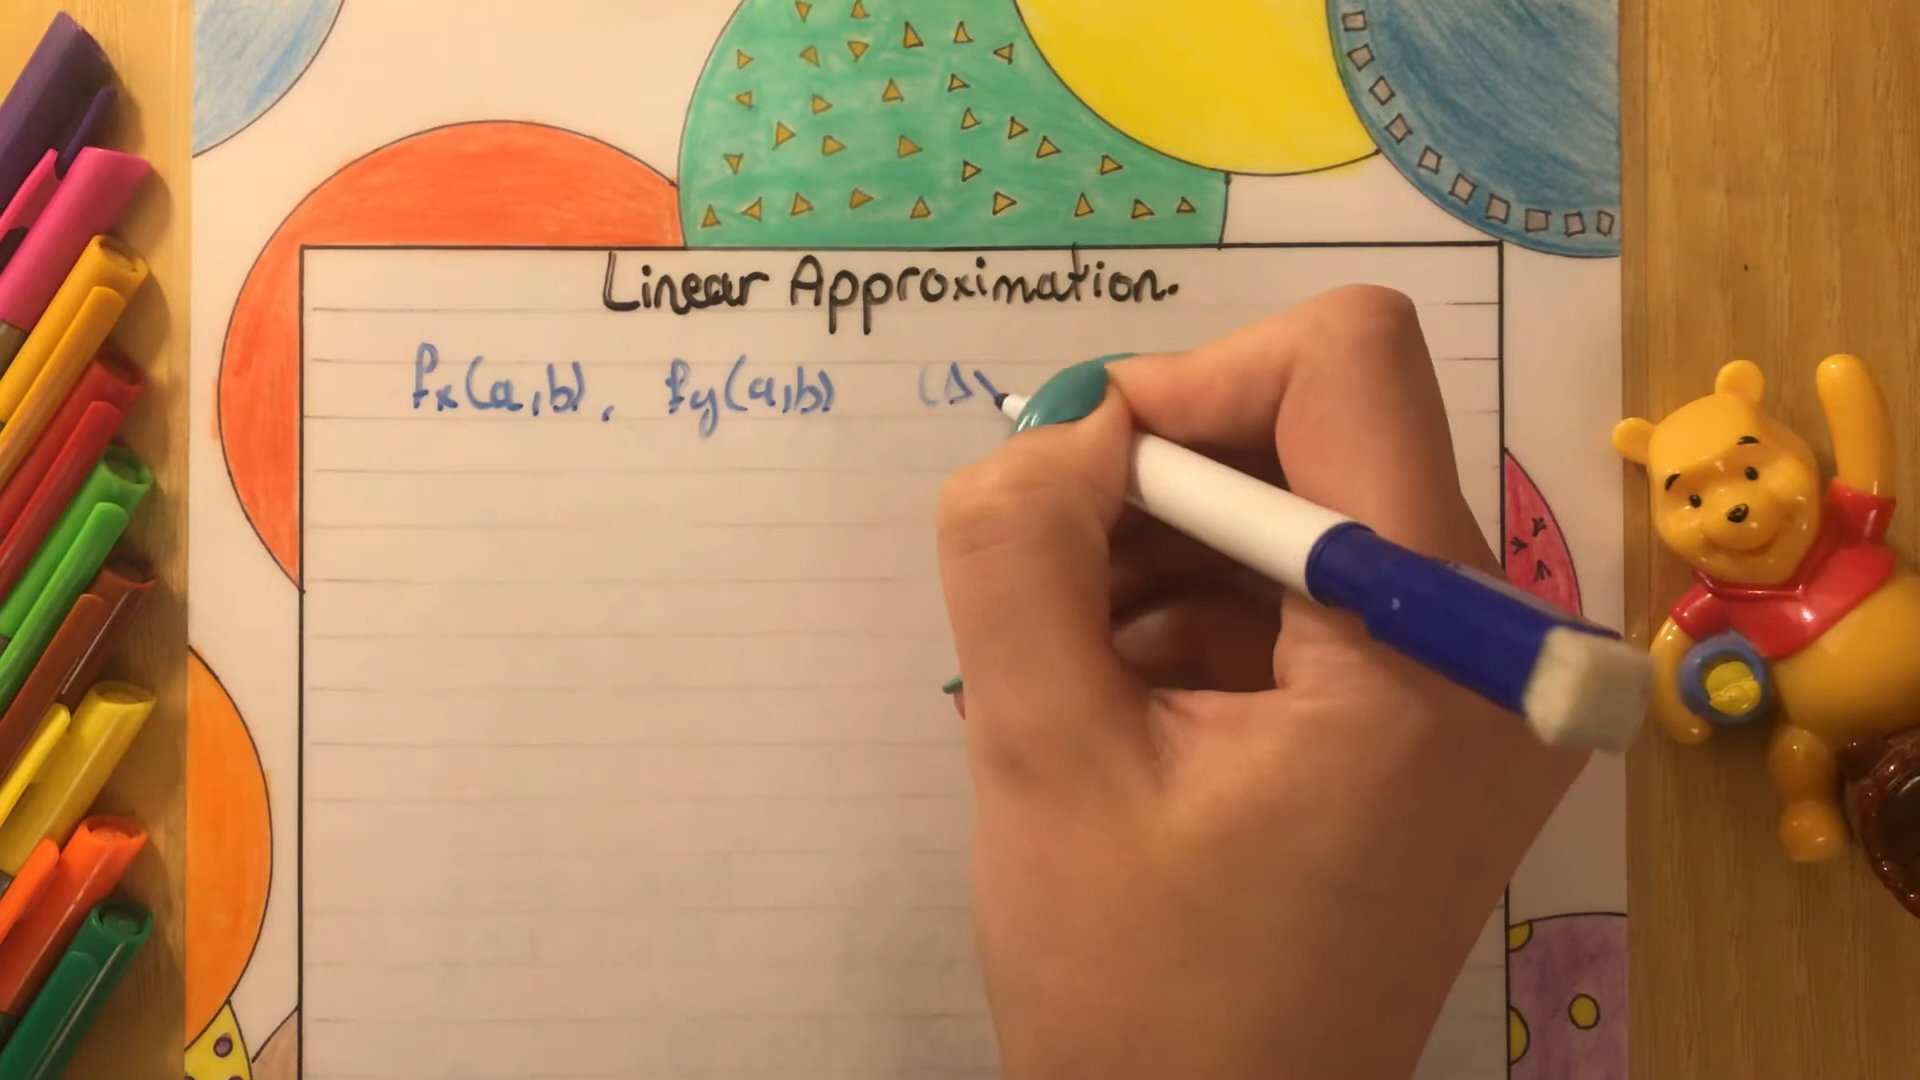 Linear Approximation.
fx(a,b), fy(a,b) (Δ